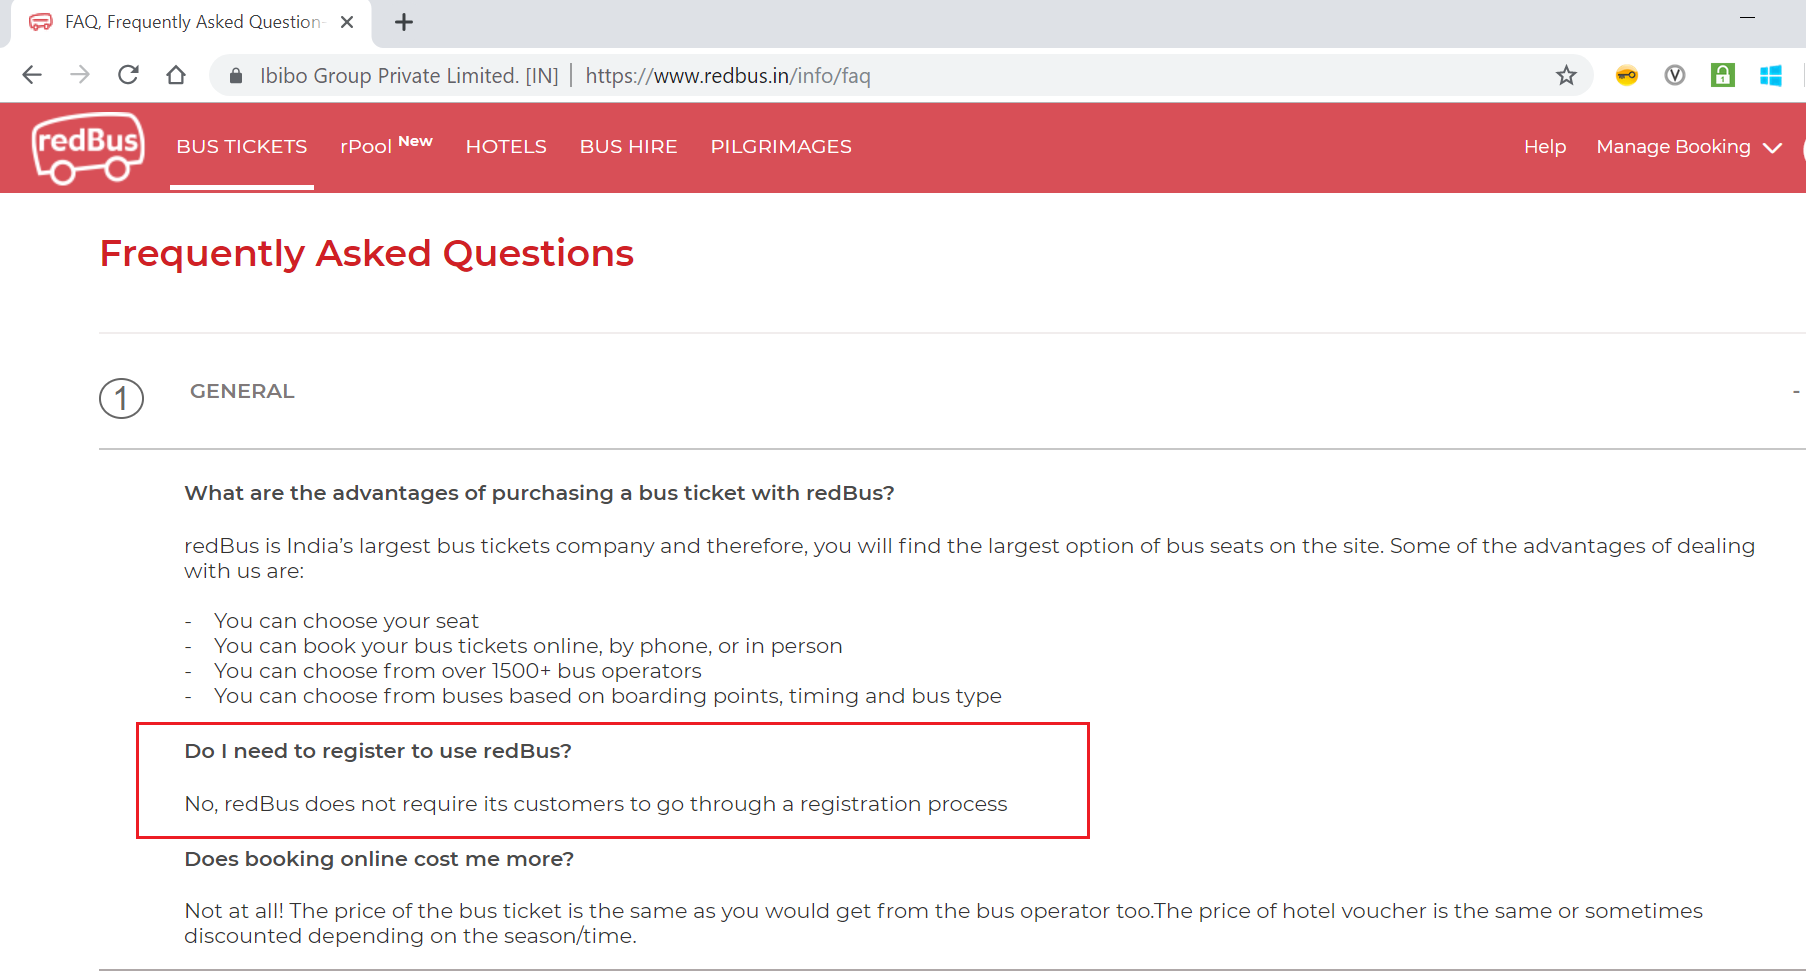 FAQ, Frequently Asked Question
Ibibo Group Private Limited. [IN] | https://www.redbus.in/info/faq
redBus
BUS TICKETS rPool New HOTELS BUS HIRE PILGRIMAGES Help Manage Booking
Frequently Asked Questions
1 GENERAL -
What are the advantages of purchasing a bus ticket with redBus?
redBus is India’s largest bus tickets company and therefore, you will find the largest option of bus seats on the site. Some of the advantages of dealing
with us are:
- You can choose your seat
- You can book your bus tickets online, by phone, or in person
- You can choose from over 1500+ bus operators
- You can choose from buses based on boarding points, timing and bus type
Do I need to register to use redBus?
No, redBus does not require its customers to go through a registration process
Does booking online cost me more?
Not at all! The price of the bus ticket is the same as you would get from the bus operator too.The price of hotel voucher is the same or sometimes
discounted depending on the season/time.